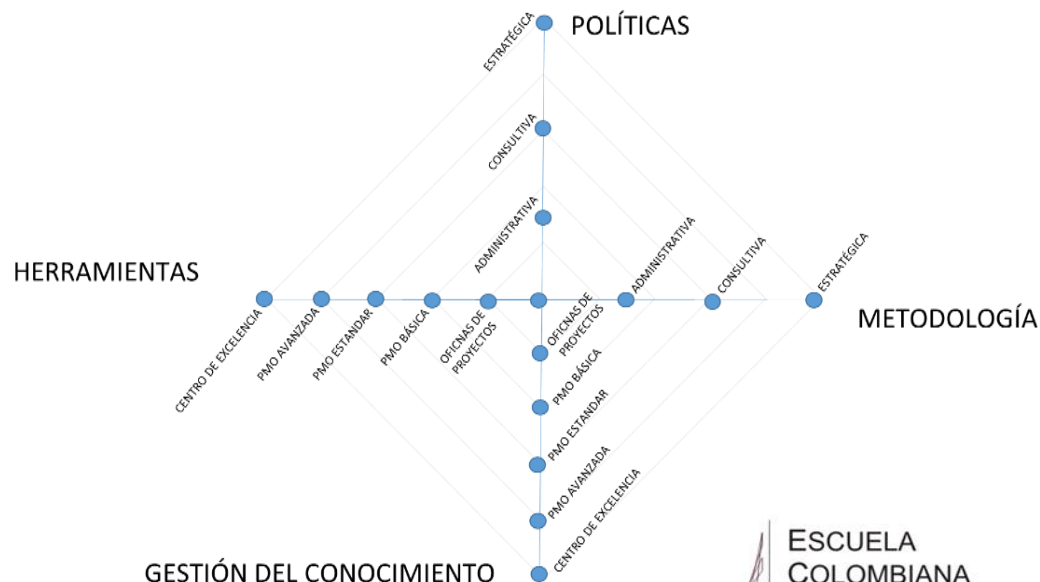 POLÍTICAS
ESTRATÉGICA
CONSULTIVA
ADMINISTRATIVA
HERRAMIENTAS
CENTRO DE EXCELENCIA
PMO AVANZADA
PMO ESTANDAR
PMO BÁSICA
OFICNAS DE
PROYECTOS
ADMINISTRATIVA
CONSULTIVA
ESTRATÉGICA
METODOLOGÍA
OFICNAS DE
PROYECTOS
PMO BÁSICA
PMO ESTANDAR
PMO AVANZADA
CENTRO DE EXCELENCIA
GESTIÓN DEL CONOCIMIENTO
ESCUELA
COLOMBIANA